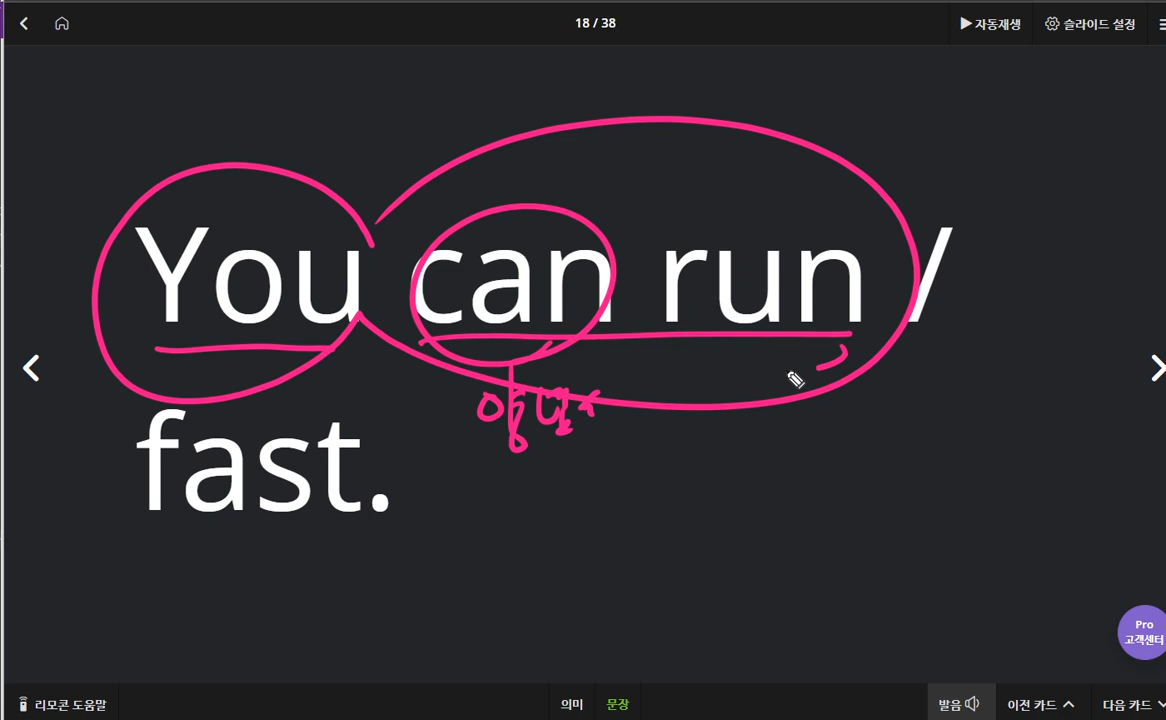 18 / 38
▶자동재생
슬라이드 설정
You can run /
fast.
Pro
고객센터
리모콘 도움말
의미
문장
발음
이전 카드
다음 카드